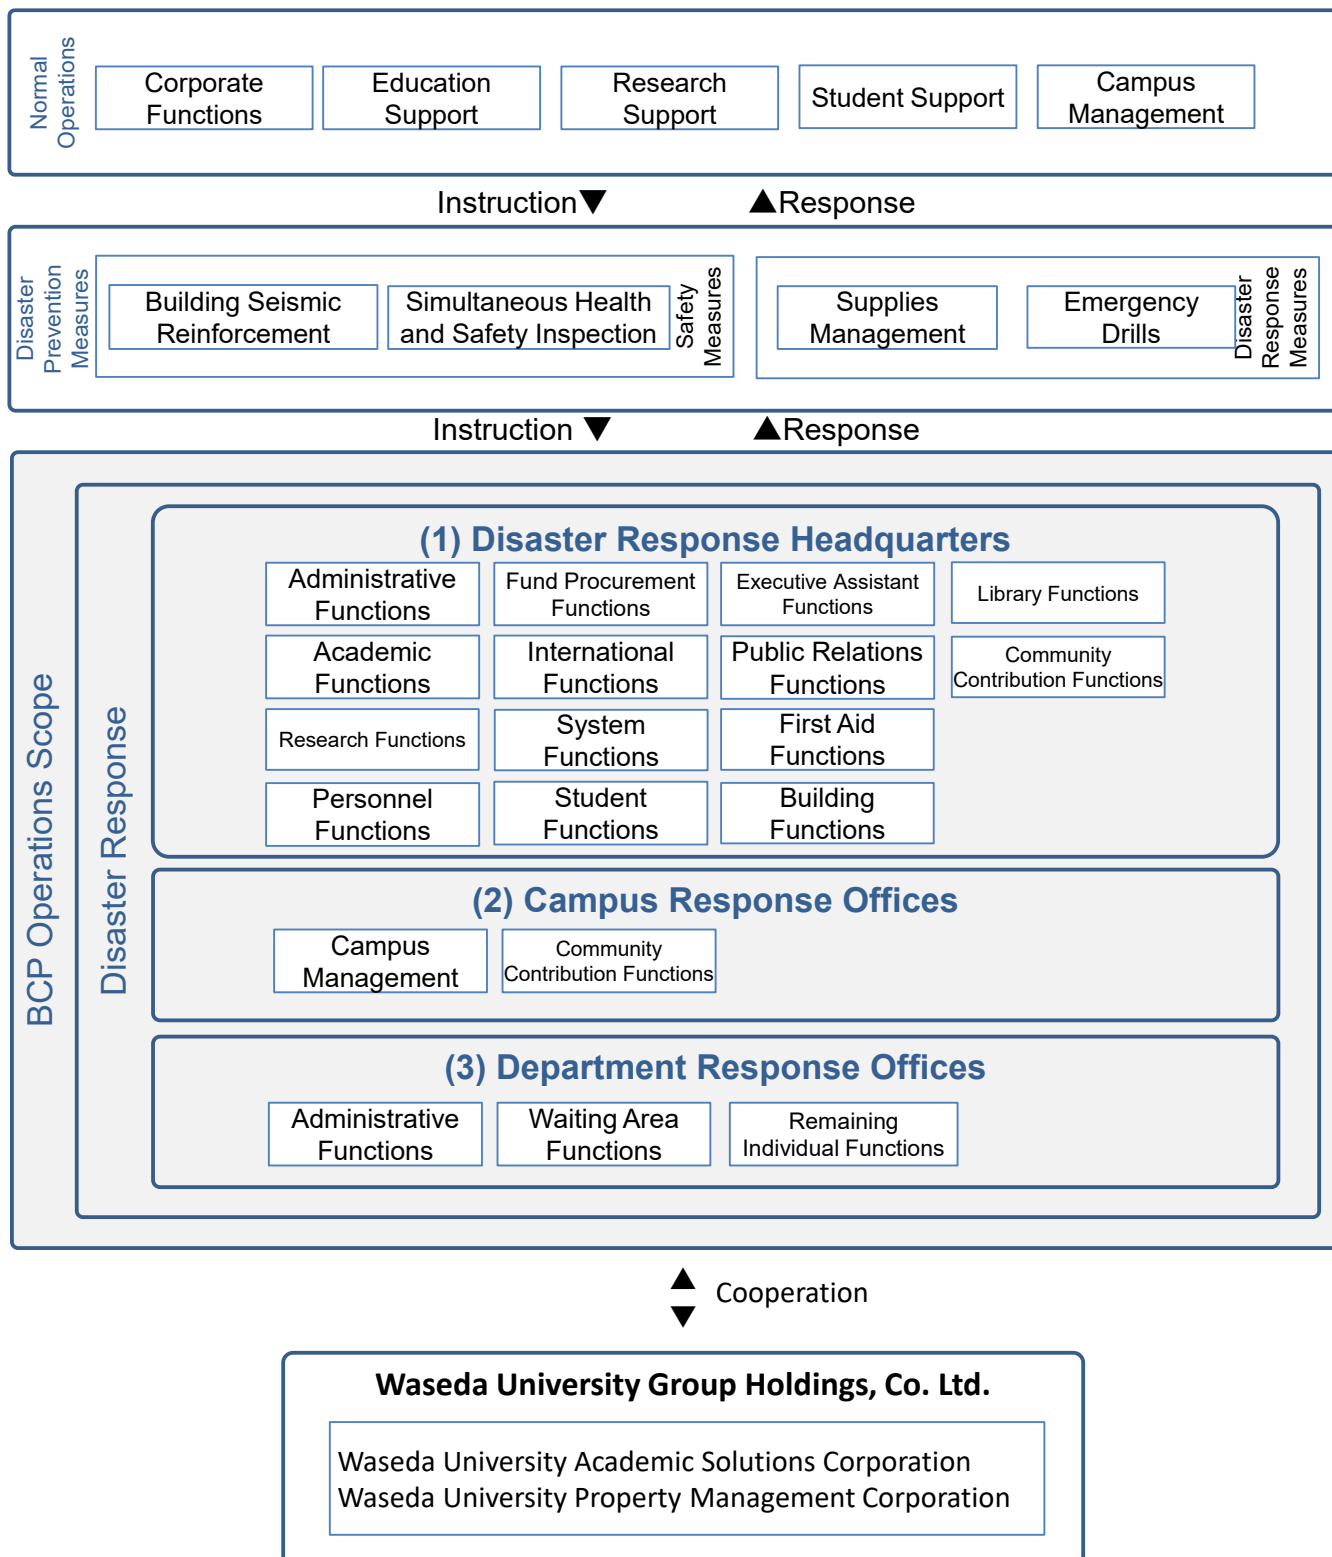 Normal
Operations
Corporate
Functions
Education
Support
Research
Support
Student Support
Campus
Management
Instruction▼
▲Response
Disaster
Prevention
Measures
Building Seismic
Reinforcement
Simultaneous Health
and Safety Inspection
Safety
Measures
Supplies
Management
Emergency
Drills
Disaster
Response
Measures
Instruction ▼
▲Response
BCP Operations Scope
Disaster Response
(1) Disaster Response Headquarters
Administrative
Functions
Fund Procurement
Functions
Executive Assistant
Functions
Library Functions
Academic
Functions
International
Functions
Public Relations
Functions
Community
Contribution Functions
Research Functions
System
Functions
First Aid
Functions
Personnel
Functions
Student
Functions
Building
Functions
(2) Campus Response Offices
Campus
Management
Community
Contribution Functions
(3) Department Response Offices
Administrative
Functions
Waiting Area
Functions
Remaining
Individual Functions
▲
▼
Cooperation
Waseda University Group Holdings, Co. Ltd.
Waseda University Academic Solutions Corporation
Waseda University Property Management Corporation